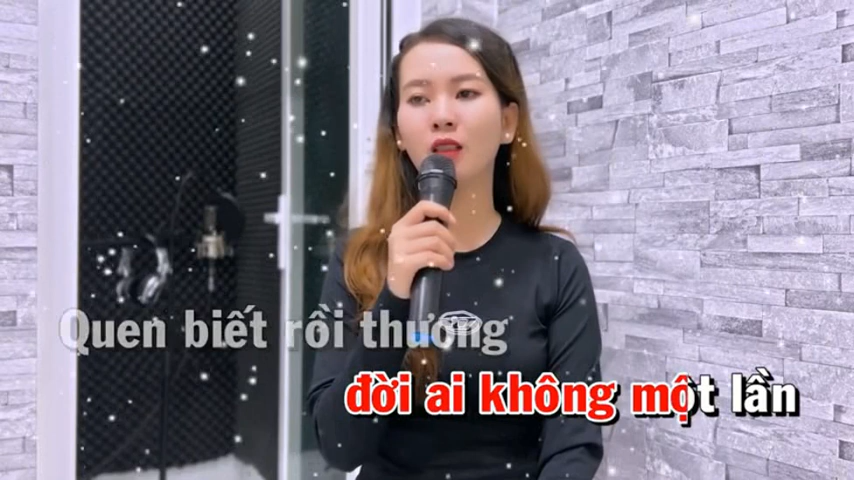 Quen biết rồi thương
đời ai không một lần